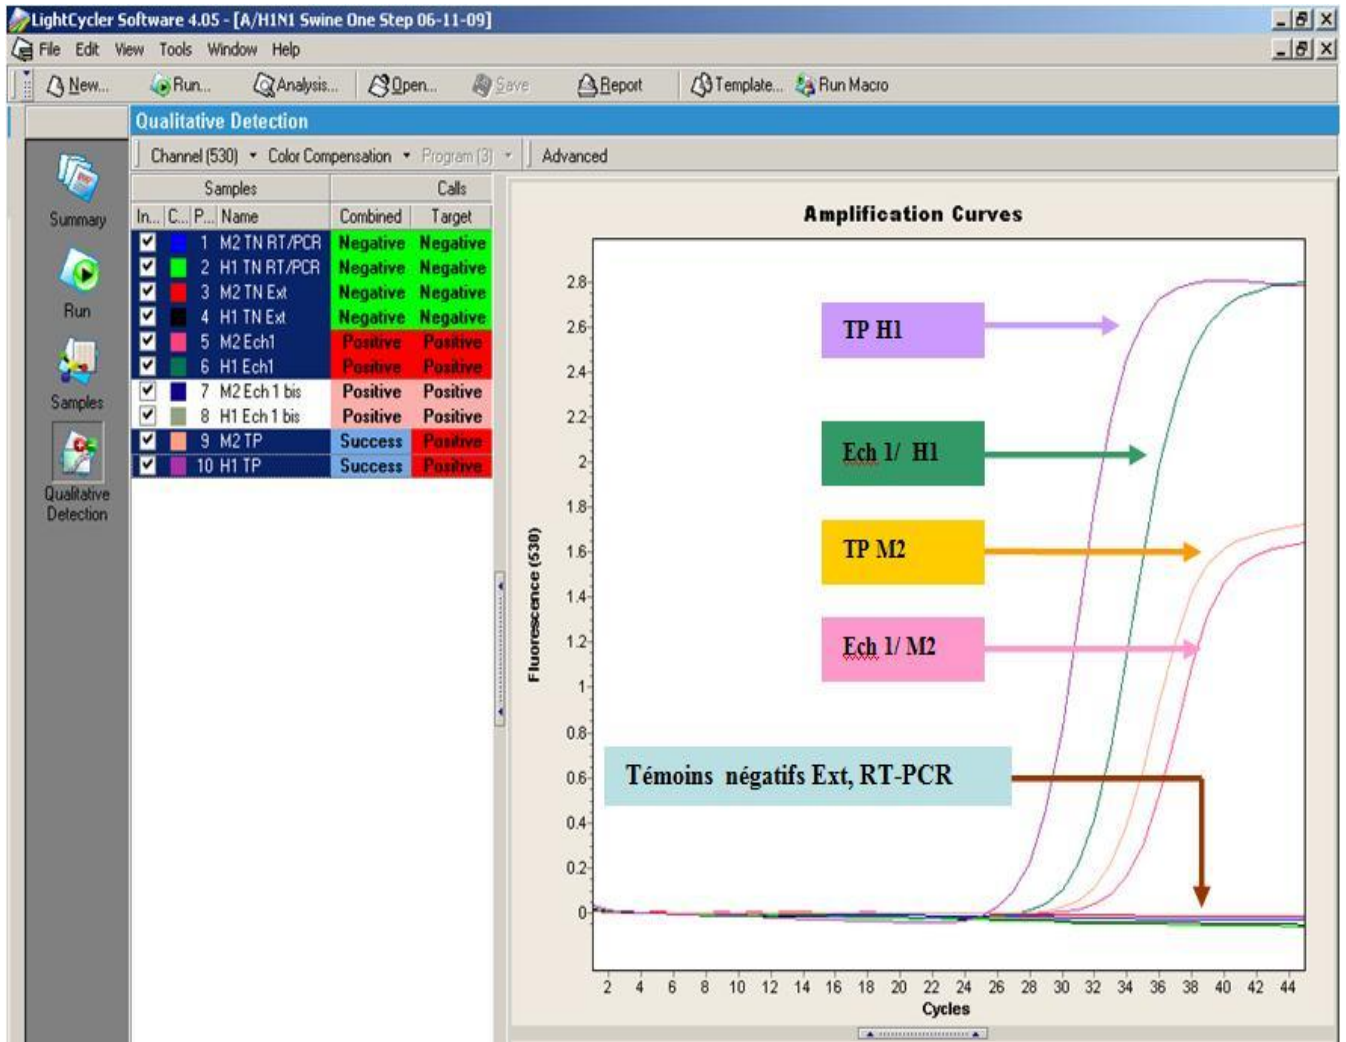 LightCycler Software 4.05 - [A/H1N1 Swine One Step 06-11-09]
File Edit View Tools Window Help
New... Run... Analysis... Open... Save Report Template... Run Macro
Qualitative Detection
Channel (530) Color Compensation Program (3) Advanced
Summary
Run
Samples
Qualitative
Detection
Samples Calls
In... C... P... Name Combined Target
1 M2 TN RT/PCR Negative Negative
2 H1 TN RT/PCR Negative Negative
3 M2 TN Ext Negative Negative
4 H1 TN Ext Negative Negative
5 M2 Ech1 Positive Positive
6 H1 Ech1 Positive Positive
7 M2 Ech 1 bis Positive Positive
8 H1 Ech 1 bis Positive Positive
9 M2 TP Success Positive
10 H1 TP Success Positive
Amplification Curves
Fluorescence (530)
2.8
2.6
2.4
2.2
2
1.8
1.6
1.4
1.2
1
0.8
0.6
0.4
0.2
0
TP H1
Ech 1/ H1
TP M2
Ech 1/ M2
Témoins négatifs Ext, RT-PCR
2 4 6 8 10 12 14 16 18 20 22 24 26 28 30 32 34 36 38 40 42 44
Cycles